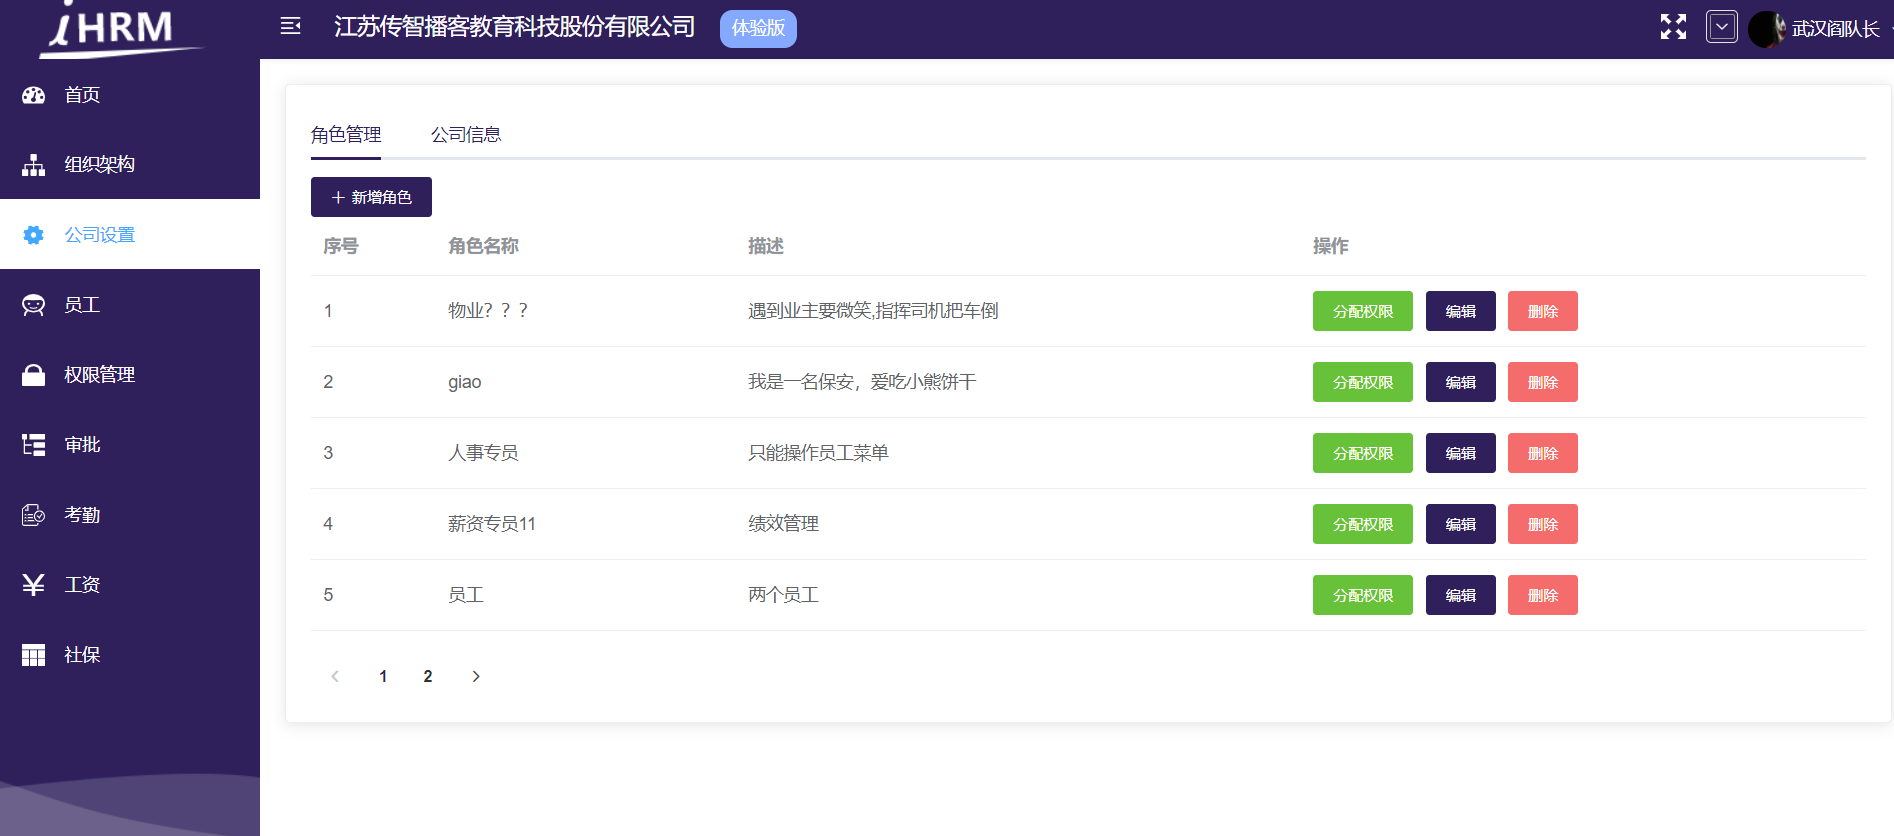 iHRM
江苏传智播客教育科技股份有限公司 体验版 武汉阎队长
首页
组织架构
公司设置
员工
权限管理
审批
考勤
工资
社保
角色管理 公司信息
新增角色
序号 角色名称 描述 操作
1 物业？？？ 遇到业主要微笑,指挥司机把车倒 分配权限 编辑 删除
2 giao 我是一名保安，爱吃小熊饼干 分配权限 编辑 删除
3 人事专员 只能操作员工菜单 分配权限 编辑 删除
4 薪资专员11 绩效管理 分配权限 编辑 删除
5 员工 两个员工 分配权限 编辑 删除
1 2